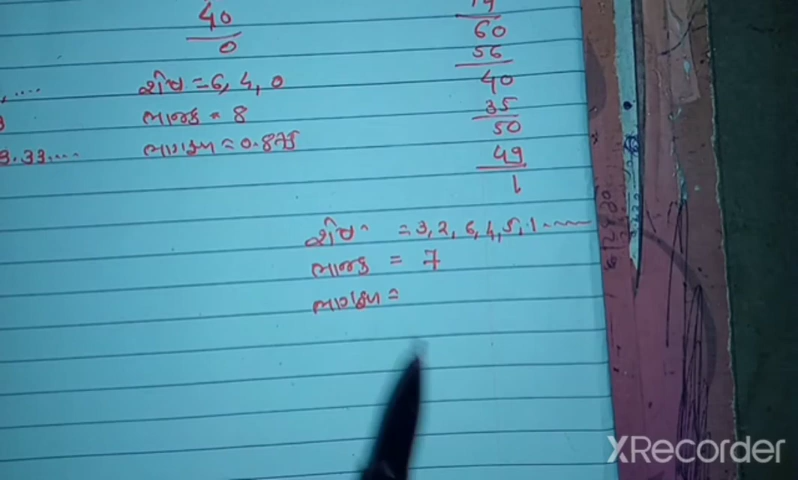 40
0
શેષ = 6, 4, 0
ભાજક = 8
ભાગફળ = 0.875
, ....
3.33....
60
56
40
35
50
49
1
શેષ = 3, 2, 6, 4, 5, 1 ......
ભાજક = 7
ભાગફળ =
XRecorder